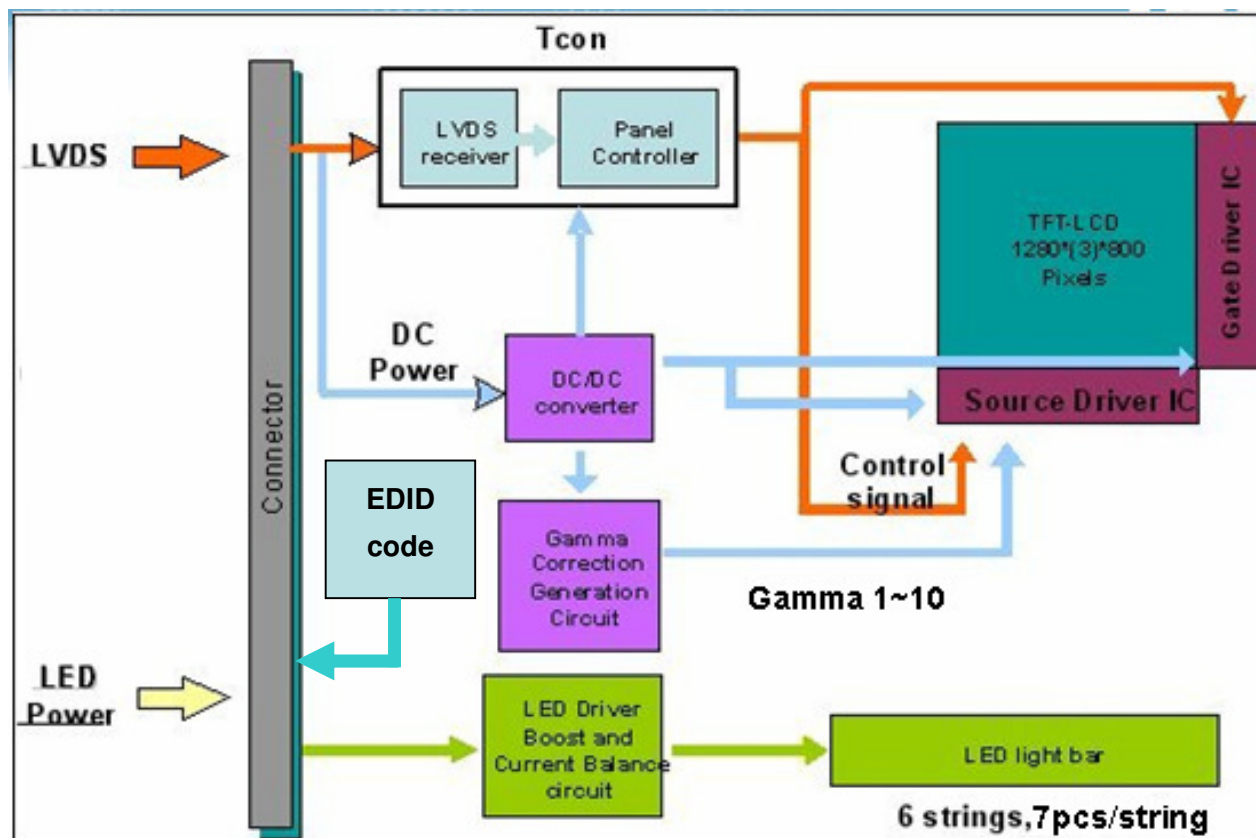 Tcon
LVDS
LVDS
receiver
Panel
Controller
TFT-LCD
1280*(3)*800
Pixels
Gate Driver IC
DC
Power
DC/DC
converter
Source Driver IC
Connector
Control
signal
EDID
code
Gamma
Correction
Generation
Circuit
Gamma 1~10
LED
Power
LED Driver
Boost and
Current Balance
circuit
LED light bar
6 strings,7pcs/string